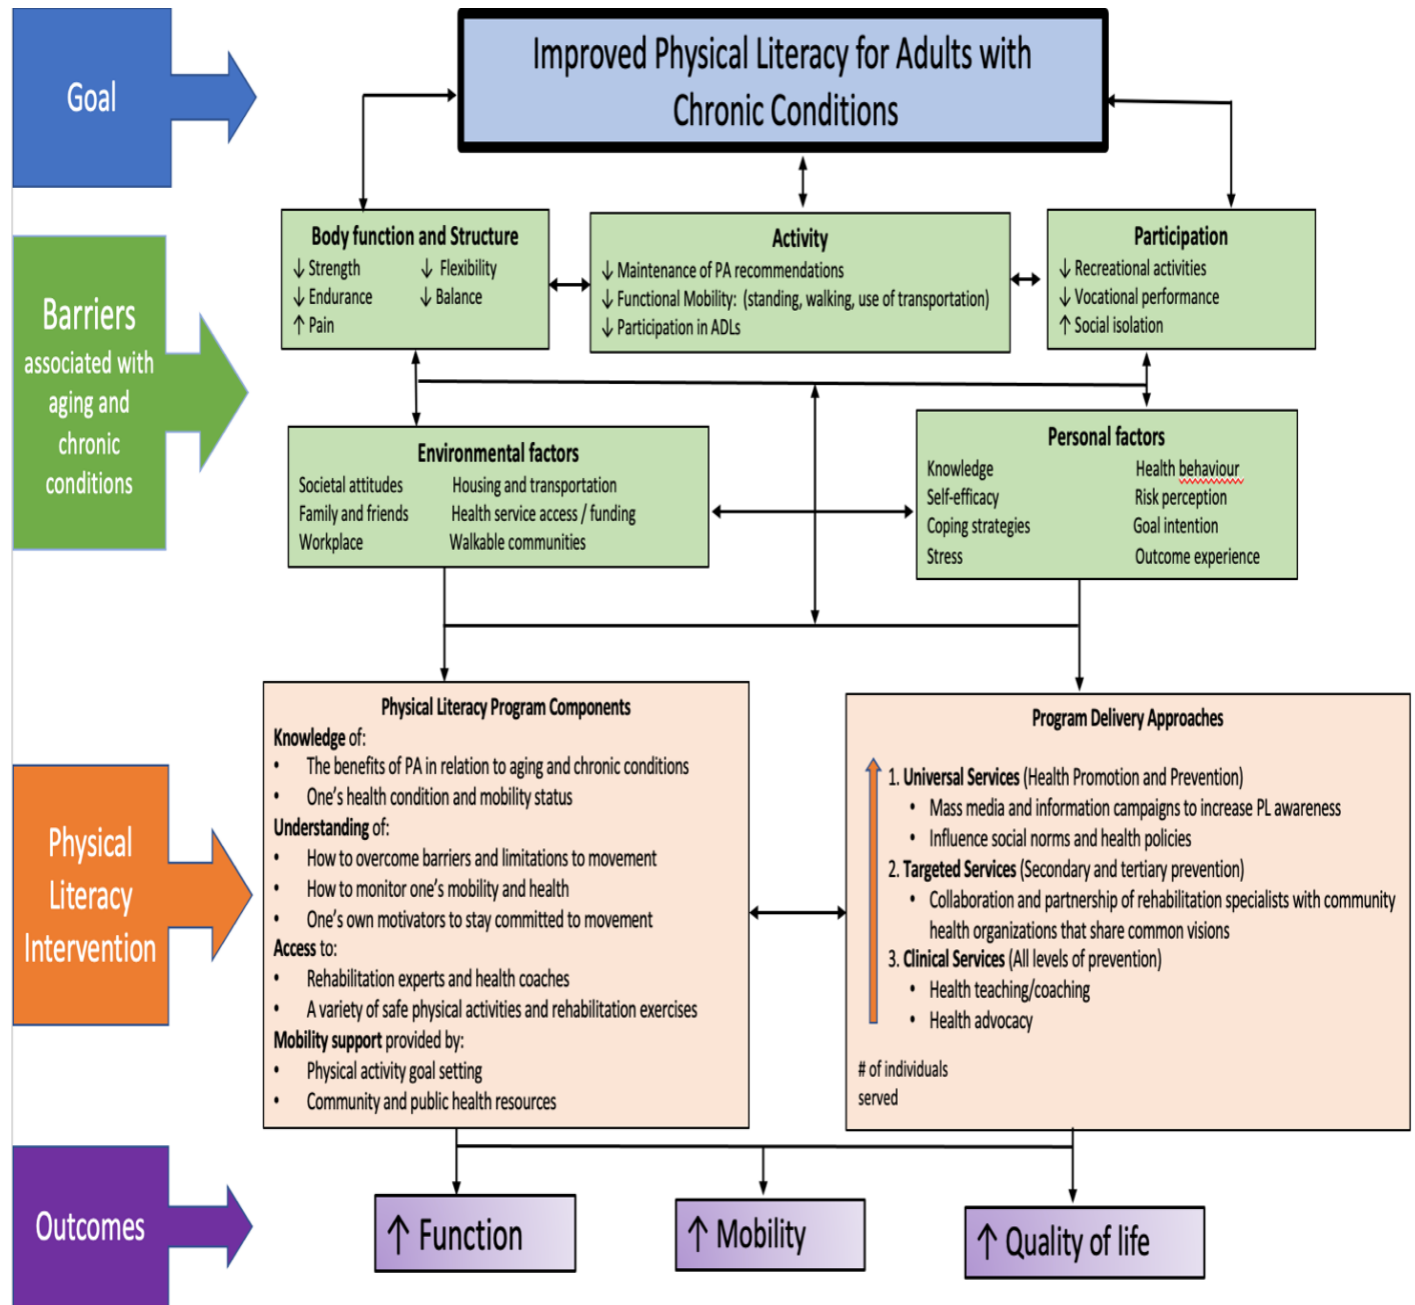 Goal
Improved Physical Literacy for Adults with
Chronic Conditions
Barriers
associated with
aging and
chronic
conditions
Body function and Structure
↓ Strength
↓ Flexibility
↓ Endurance
↓ Balance
↑ Pain
Activity
↓ Maintenance of PA recommendations
↓ Functional Mobility: (standing, walking, use of transportation)
↓ Participation in ADLs
Participation
↓ Recreational activities
↓ Vocational performance
↑ Social isolation
Environmental factors
Societal attitudes
Housing and transportation
Family and friends
Health service access / funding
Workplace
Walkable communities
Personal factors
Knowledge
Health behaviour
Self-efficacy
Risk perception
Coping strategies
Goal intention
Stress
Outcome experience
Physical
Literacy
Intervention
Physical Literacy Program Components
Knowledge of:
• The benefits of PA in relation to aging and chronic conditions
• One's health condition and mobility status
Understanding of:
• How to overcome barriers and limitations to movement
• How to monitor one's mobility and health
• One's own motivators to stay committed to movement
Access to:
• Rehabilitation experts and health coaches
• A variety of safe physical activities and rehabilitation exercises
Mobility support provided by:
• Physical activity goal setting
• Community and public health resources
Program Delivery Approaches
1. Universal Services (Health Promotion and Prevention)
• Mass media and information campaigns to increase PL awareness
• Influence social norms and health policies
2. Targeted Services (Secondary and tertiary prevention)
• Collaboration and partnership of rehabilitation specialists with community
health organizations that share common visions
3. Clinical Services (All levels of prevention)
• Health teaching/coaching
• Health advocacy
# of individuals
served
Outcomes
↑ Function
↑ Mobility
↑ Quality of life